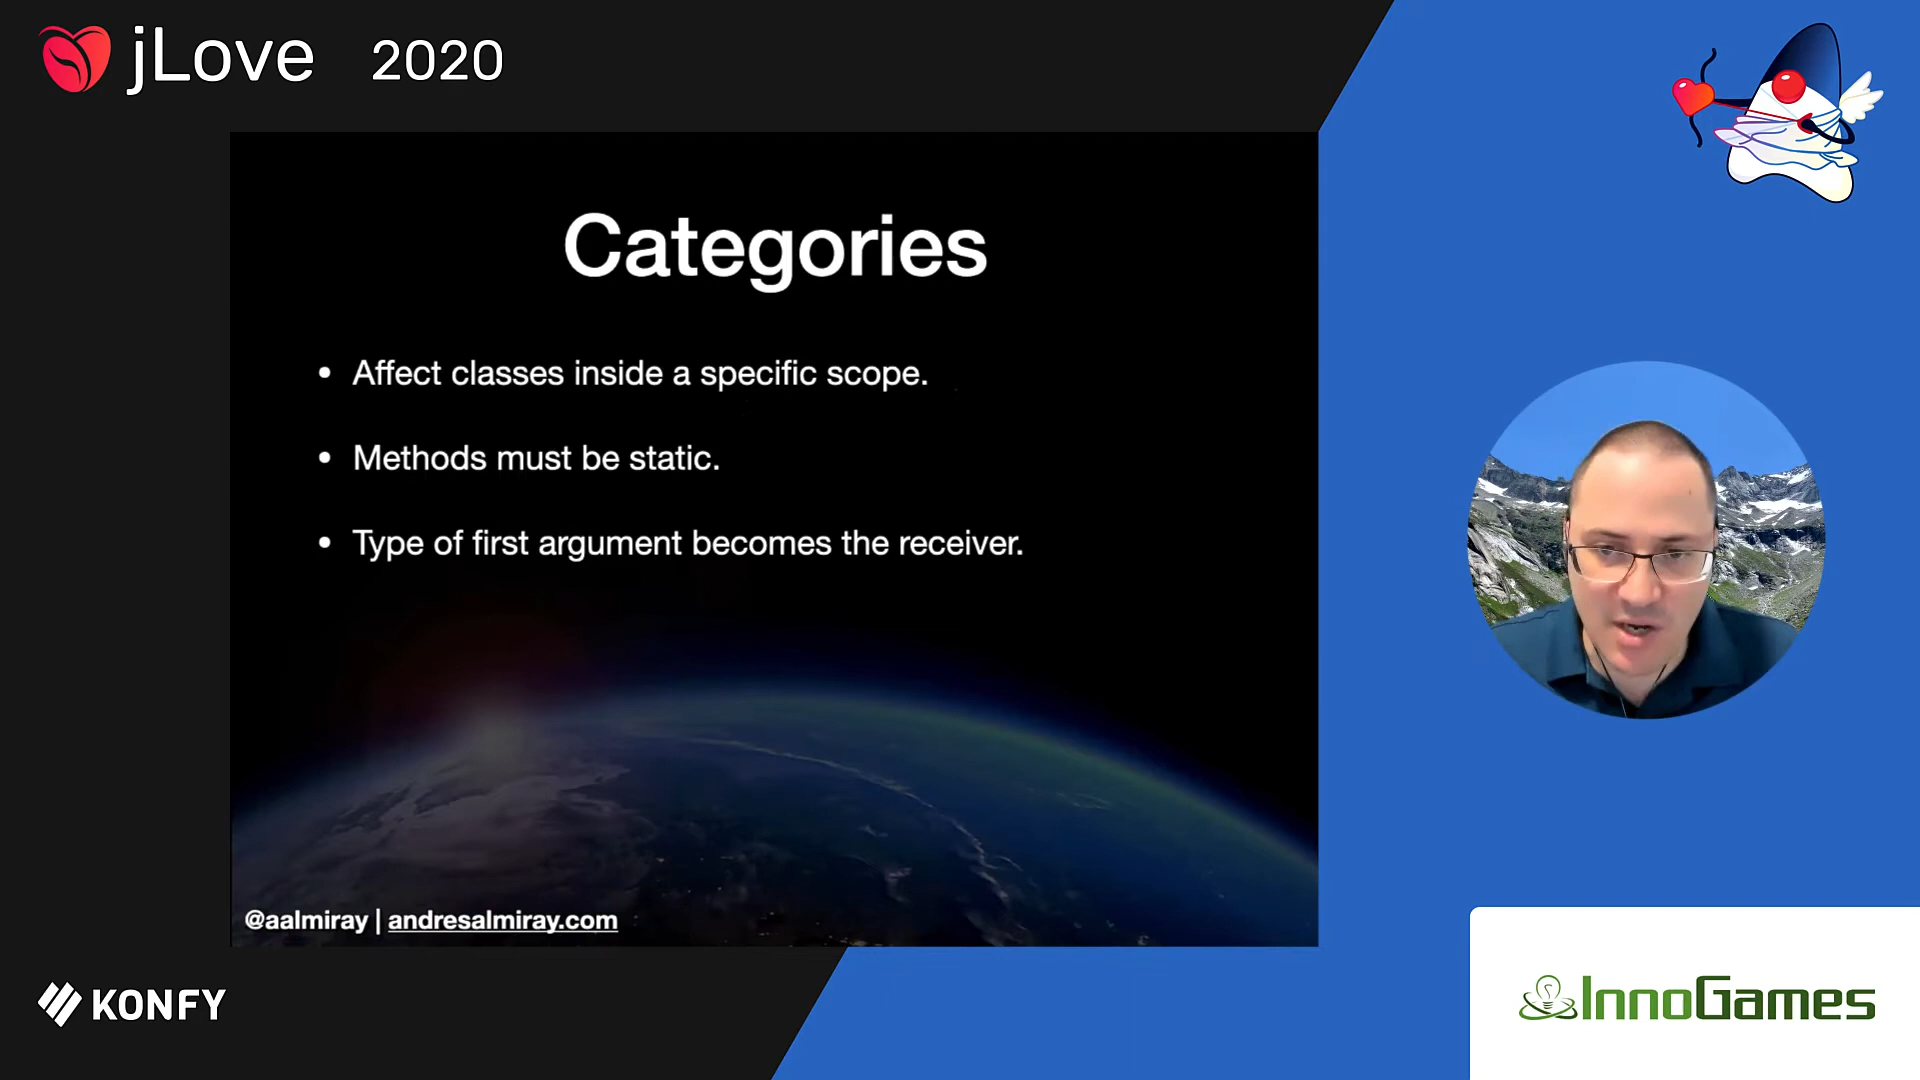 jLove 2020
Categories
• Affect classes inside a specific scope.
• Methods must be static.
• Type of first argument becomes the receiver.
@aalmiray | andresalmiray.com
KONFY
InnoGames